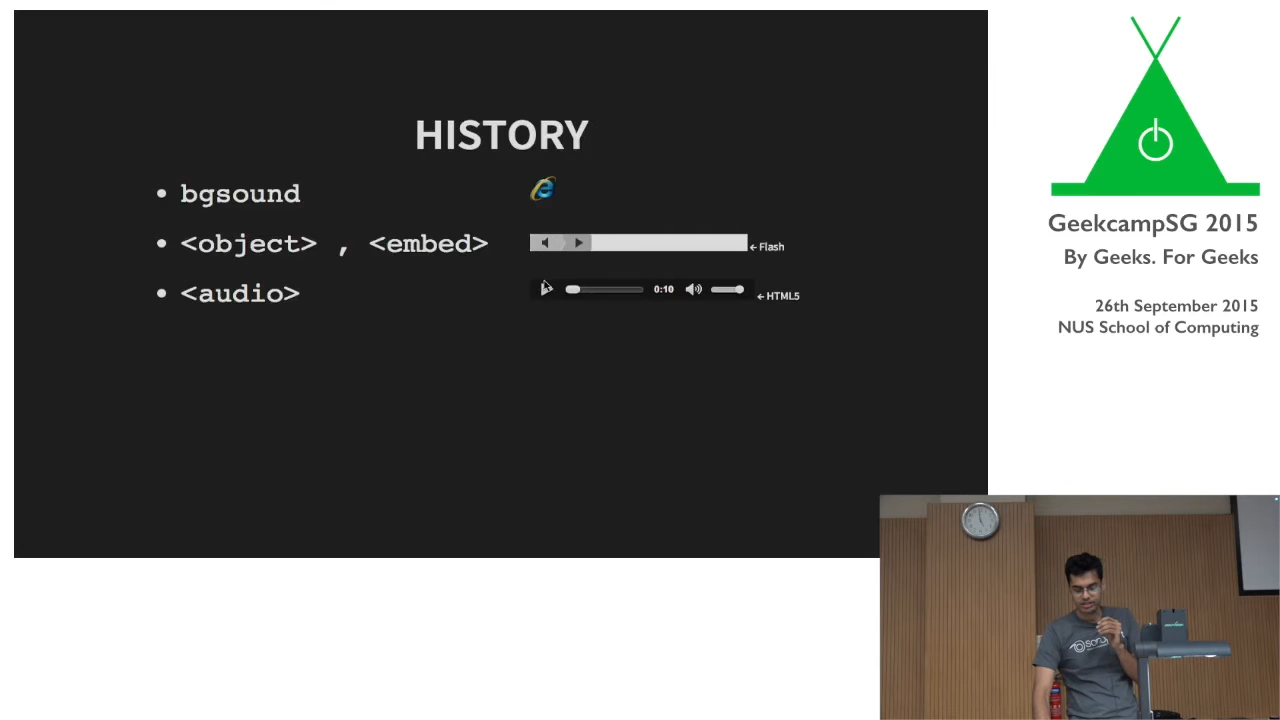 HISTORY
• bgsound
• <object> , <embed>
← Flash
• <audio>
0:10
← HTML5
GeekcampSG 2015
By Geeks. For Geeks
26th September 2015
NUS School of Computing